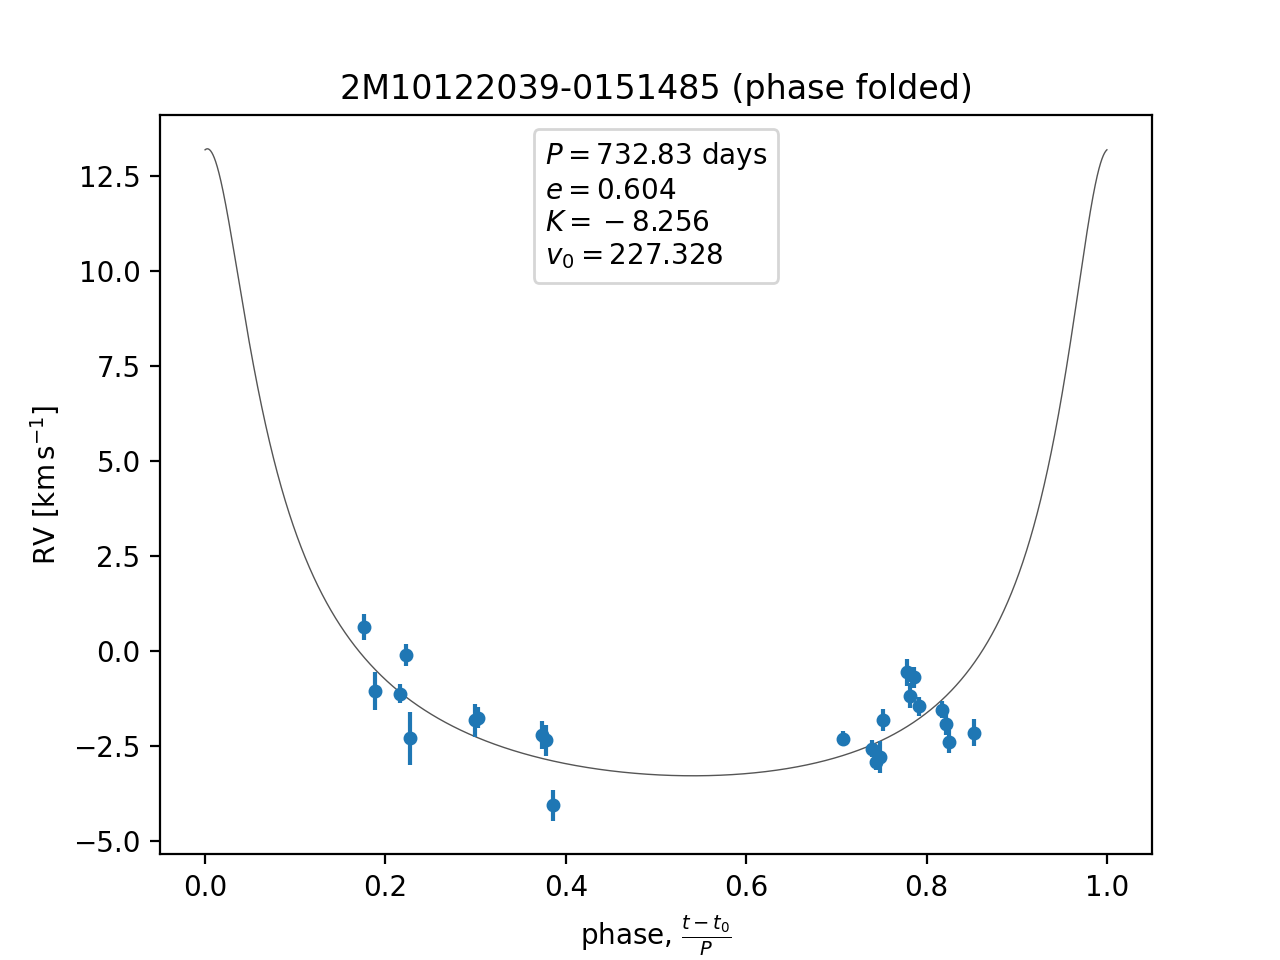 2M10122039-0151485 (phase folded)
P = 732.83 days
e = 0.604
K = −8.256
v₀ = 227.328
12.5
10.0
7.5
5.0
2.5
0.0
−2.5
−5.0
RV [km s⁻¹]
0.0 0.2 0.4 0.6 0.8 1.0
phase, (t − t₀)/P